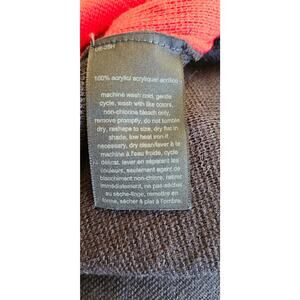 100% acrylic/ acrylique/ acrílico
machine wash cold, gentle
cycle, wash with like colors,
non-chlorine bleach only,
remove promptly, do not tumble
dry, reshape to size, dry flat in
shade, low heat iron if
necessary, dry clean/laver à la
machine à l'eau froide, cycle
délicat, laver en séparant les
couleurs, seulement agent de
blanchiment non-chlore, retirer
immédiatement, ne pas séchez
au sèche-linge, remettre en
forme, sécher à plat à l'ombre,